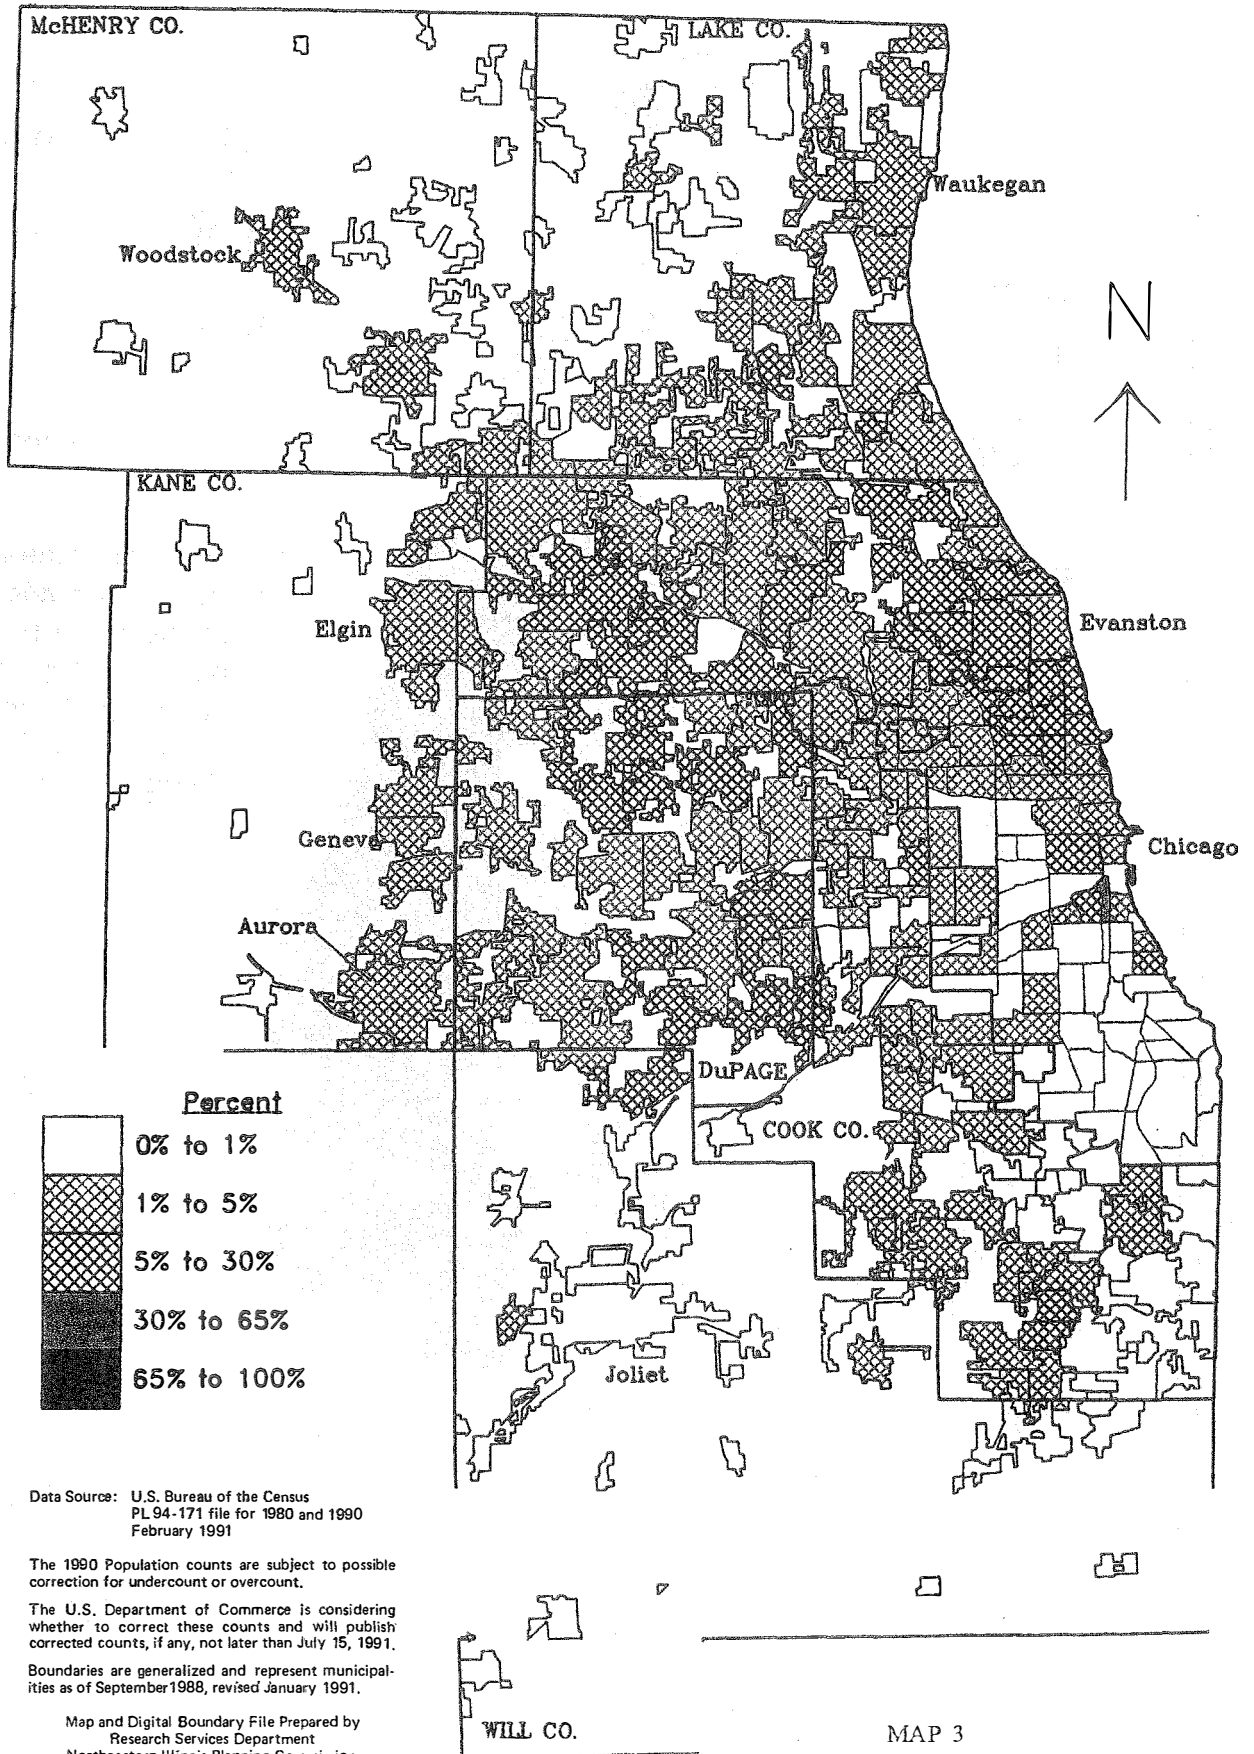 McHENRY CO.
LAKE CO.
Waukegan
Woodstock
N
KANE CO.
Elgin
Evanston
Geneva
Chicago
Aurora
DuPAGE
COOK CO.
Percent
0% to 1%
1% to 5%
5% to 30%
30% to 65%
65% to 100%
Joliet
Data Source: U.S. Bureau of the Census
PL 94-171 file for 1980 and 1990
February 1991
The 1990 Population counts are subject to possible
correction for undercount or overcount.
The U.S. Department of Commerce is considering
whether to correct these counts and will publish
corrected counts, if any, not later than July 15, 1991.
Boundaries are generalized and represent municipal-
ities as of September 1988, revised January 1991.
Map and Digital Boundary File Prepared by
Research Services Department
WILL CO.
MAP 3